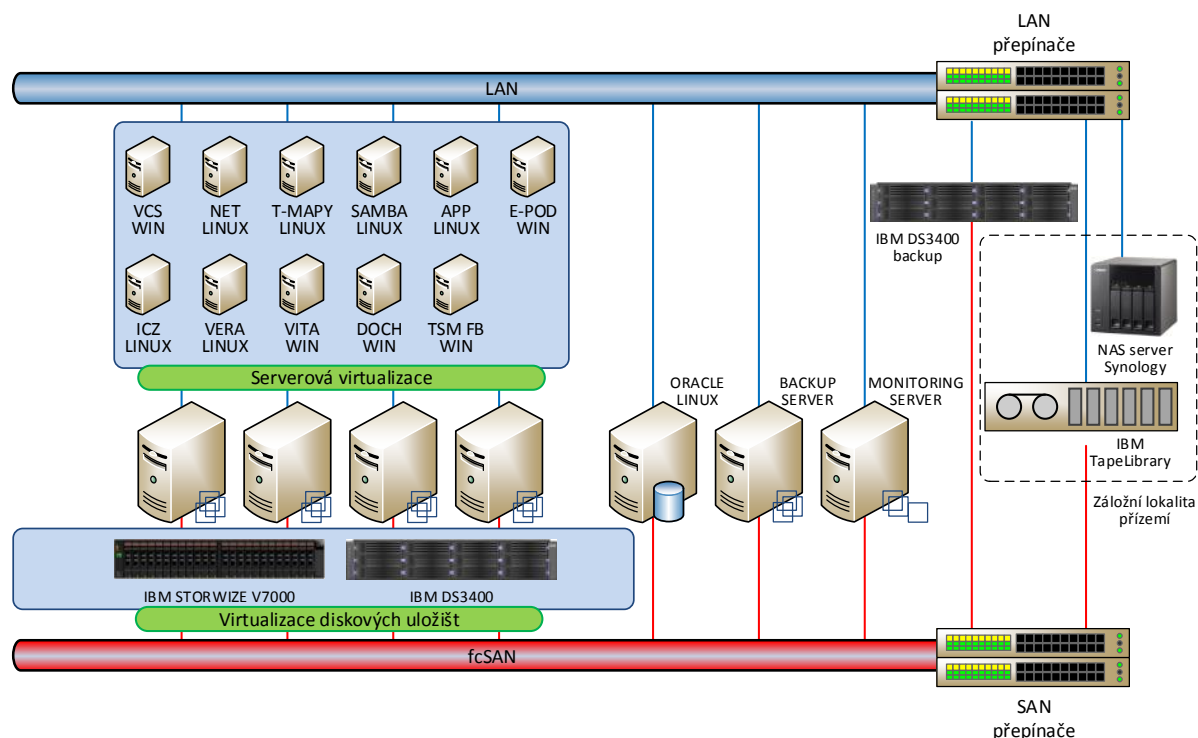 LAN
přepínače
LAN
VCS
WIN
NET
LINUX
T-MAPY
LINUX
SAMBA
LINUX
APP
LINUX
E-POD
WIN
IBM DS3400
backup
ICZ
LINUX
VERA
LINUX
VITA
WIN
DOCH
WIN
TSM FB
WIN
NAS server
Synology
Serverová virtualizace
ORACLE
LINUX
BACKUP
SERVER
MONITORING
SERVER
IBM
TapeLibrary
Záložní lokalita
přízemí
IBM STORWIZE V7000
IBM DS3400
Virtualizace diskových uložišt
fcSAN
SAN
přepínače